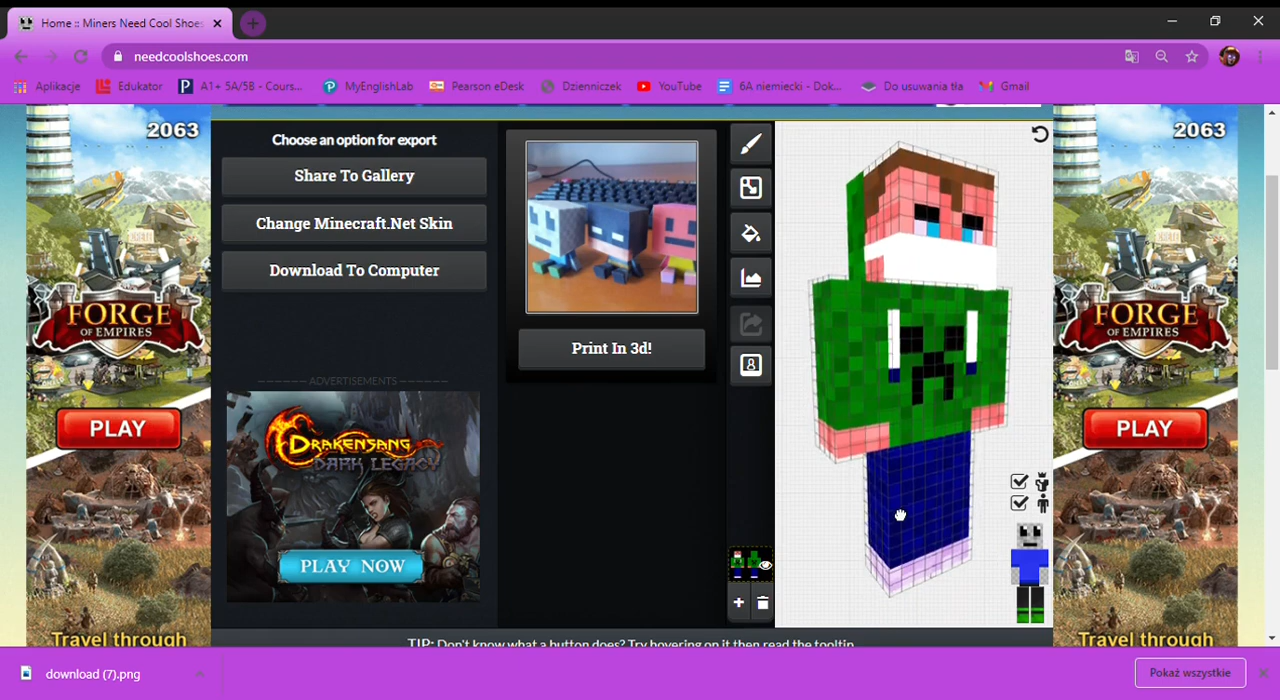 Home :: Miners Need Cool Shoes
needcoolshoes.com
Aplikacje
Edukator
A1+ 5A/5B - Cours...
MyEnglishLab
Pearson eDesk
Dzienniczek
YouTube
6A niemiecki - Dok...
Do usuwania tła
Gmail
2063
FORGE
OF EMPIRES
PLAY
Travel through
Choose an option for export
Share To Gallery
Change Minecraft.Net Skin
Download To Computer
ADVERTISEMENTS
DRAKENSANG
DARK LEGACY
PLAY NOW
Print In 3d!
2063
FORGE
OF EMPIRES
PLAY
Travel through
TIP: Don't know what a button does? Try hovering on it then read the tooltip
download (7).png
Pokaż wszystkie